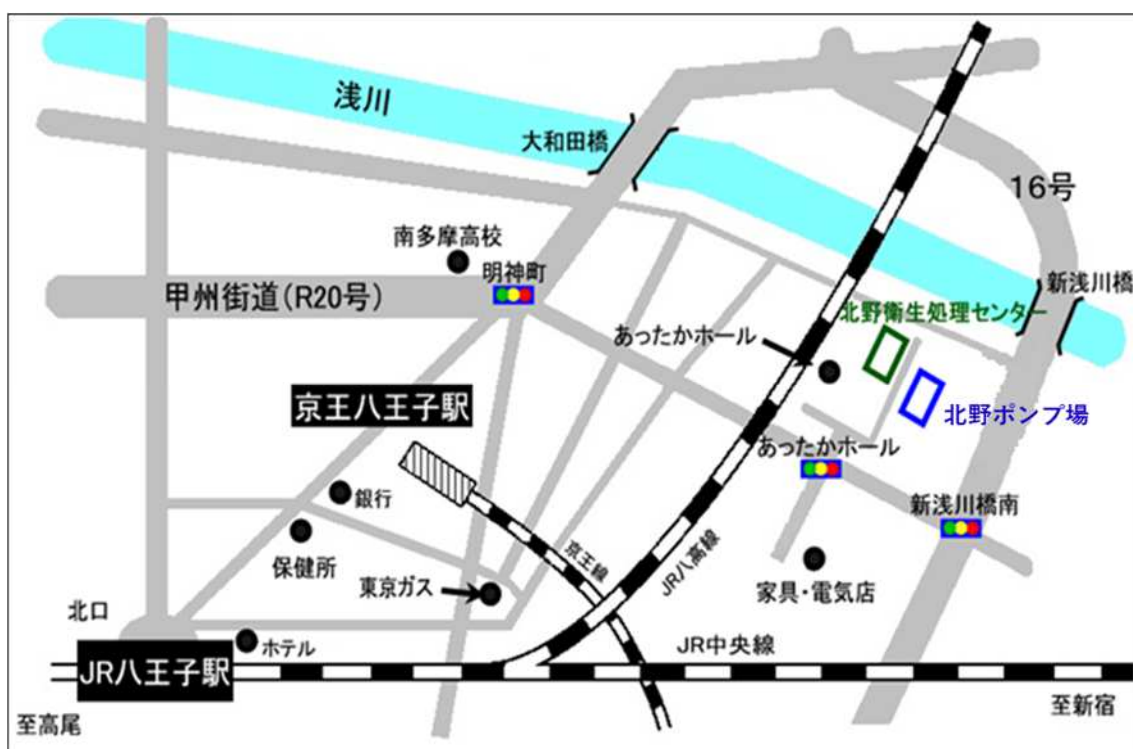 浅川
大和田橋
16号
南多摩高校
明神町
新浅川橋
甲州街道(R20号)
北野衛生処理センター
あったかホール
京王八王子駅
北野ポンプ場
あったかホール
銀行
新浅川橋南
保健所
京王線
JR八高線
東京ガス
家具・電気店
北口
ホテル
JR中央線
JR八王子駅
至新宿
至高尾